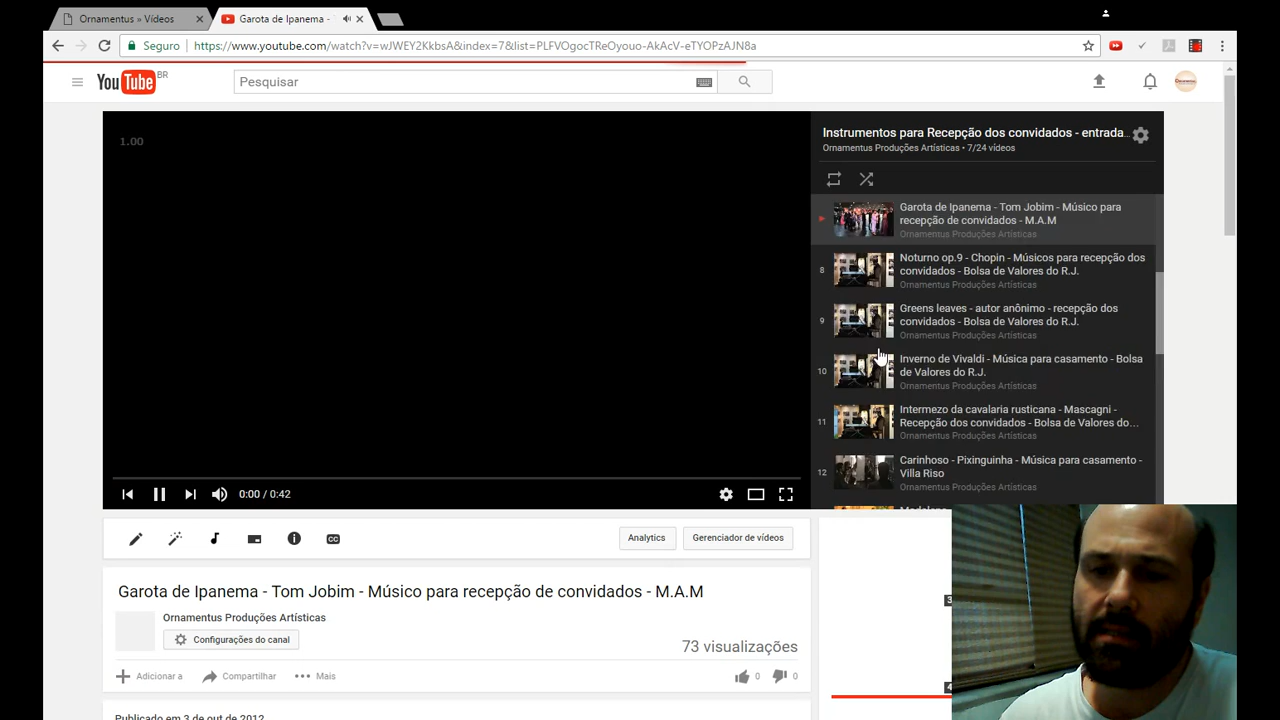 Ornamentus » Vídeos
Garota de Ipanema -
Seguro
https://www.youtube.com/watch?v=wJWEY2KkbsA&index=7&list=PLFVOgocTReOyouo-AkAcV-eTYOPzAJN8a
YouTube BR
Pesquisar
1.00
Instrumentos para Recepção dos convidados - entrada...
Ornamentus Produções Artísticas • 7/24 vídeos
Garota de Ipanema - Tom Jobim - Músico para
recepção de convidados - M.A.M
Ornamentus Produções Artísticas
8
Noturno op.9 - Chopin - Músicos para recepção dos
convidados - Bolsa de Valores do R.J.
Ornamentus Produções Artísticas
9
Greens leaves - autor anônimo - recepção dos
convidados - Bolsa de Valores do R.J.
Ornamentus Produções Artísticas
10
Inverno de Vivaldi - Música para casamento - Bolsa
de Valores do R.J.
Ornamentus Produções Artísticas
11
Intermezo da cavalaria rusticana - Mascagni -
Recepção dos convidados - Bolsa de Valores do...
Ornamentus Produções Artísticas
12
Carinhoso - Pixinguinha - Música para casamento -
Villa Riso
Ornamentus Produções Artísticas
0:00 / 0:42
CC
Analytics
Gerenciador de vídeos
Garota de Ipanema - Tom Jobim - Músico para recepção de convidados - M.A.M
Ornamentus Produções Artísticas
Configurações do canal
73 visualizações
Adicionar a
Compartilhar
Mais
0
0
Publicado em 3 de out de 2012